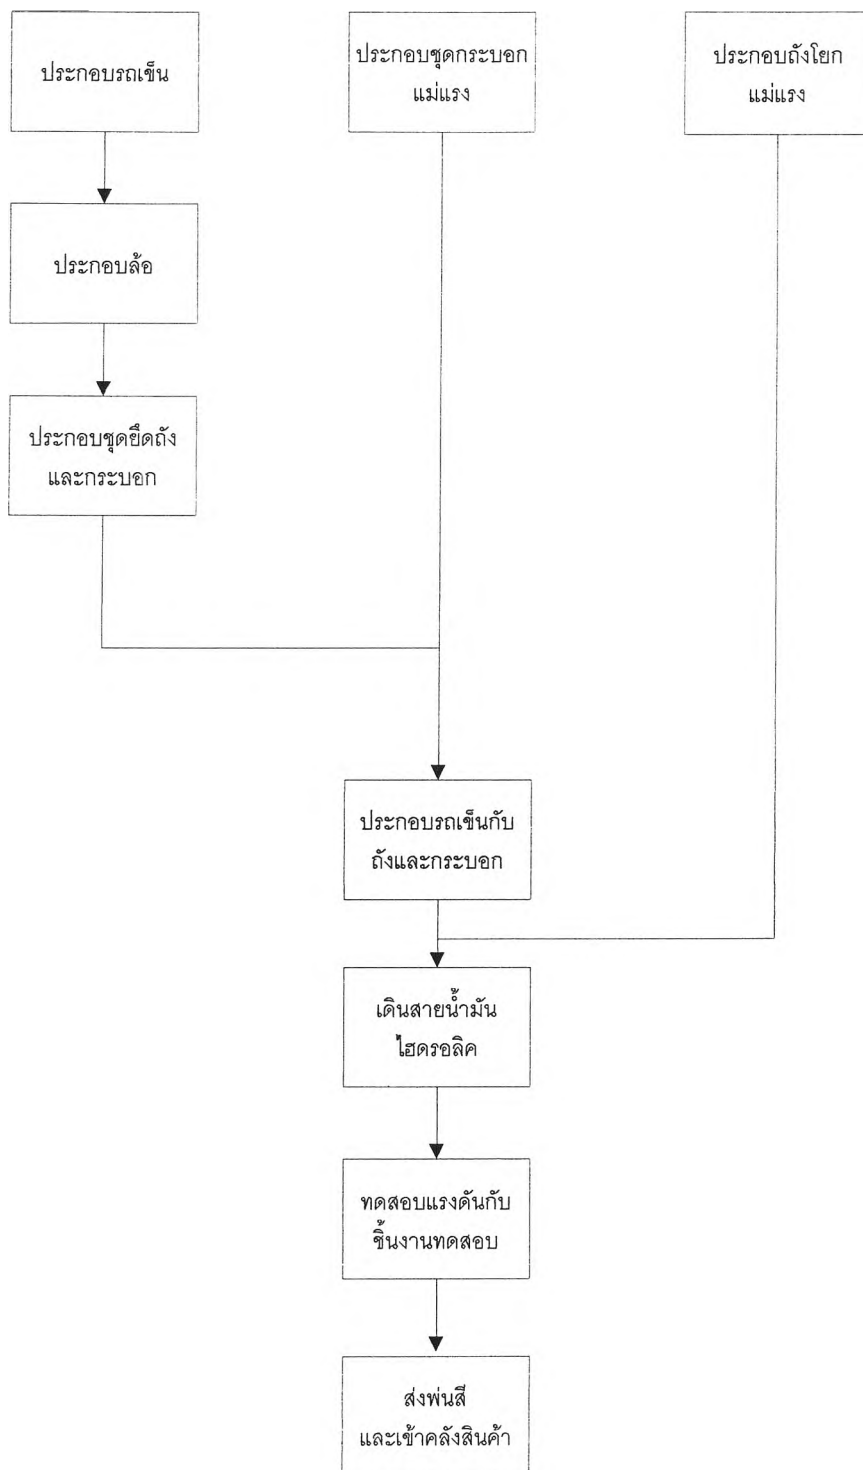 ประกอบรถเข็น
ประกอบชุดกระบอก
แม่แรง
ประกอบถังโยก
แม่แรง
ประกอบล้อ
ประกอบชุดยึดถัง
และกระบอก
ประกอบรถเข็นกับ
ถังและกระบอก
เดินสายน้ำมัน
ไฮดรอลิค
ทดสอบแรงดันกับ
ชิ้นงานทดสอบ
ส่งพ่นสี
และเข้าคลังสินค้า